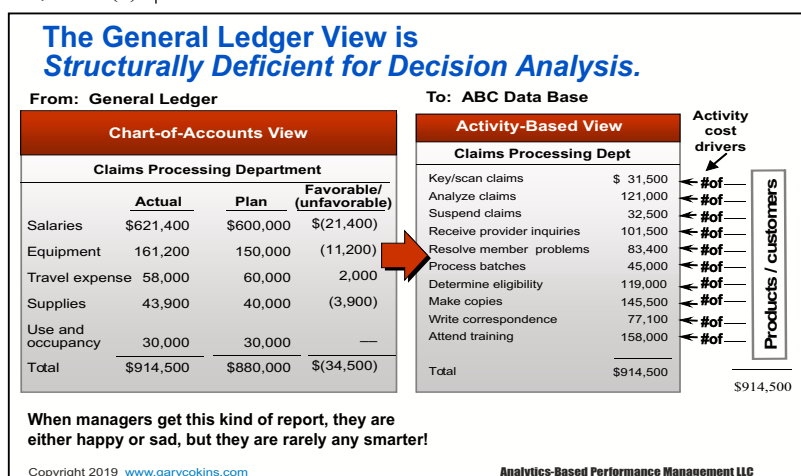 The General Ledger View is
Structurally Deficient for Decision Analysis.
From: General Ledger
Chart-of-Accounts View
Claims Processing Department
Actual Plan Favorable/
(unfavorable)
Salaries $621,400 $600,000 $(21,400)
Equipment 161,200 150,000 (11,200)
Travel expense 58,000 60,000 2,000
Supplies 43,900 40,000 (3,900)
Use and
occupancy 30,000 30,000 —
Total $914,500 $880,000 $(34,500)
To: ABC Data Base
Activity-Based View
Claims Processing Dept
Key/scan claims $ 31,500
Analyze claims 121,000
Suspend claims 32,500
Receive provider inquiries 101,500
Resolve member problems 83,400
Process batches 45,000
Determine eligibility 119,000
Make copies 145,500
Write correspondence 77,100
Attend training 158,000
Total $914,500
Activity
cost
drivers
#of
#of
#of
#of
#of
#of
#of
#of
#of
#of
Products / customers
$914,500
When managers get this kind of report, they are
either happy or sad, but they are rarely any smarter!
Copyright 2019 www.garycokins.com
Analytics-Based Performance Management LLC